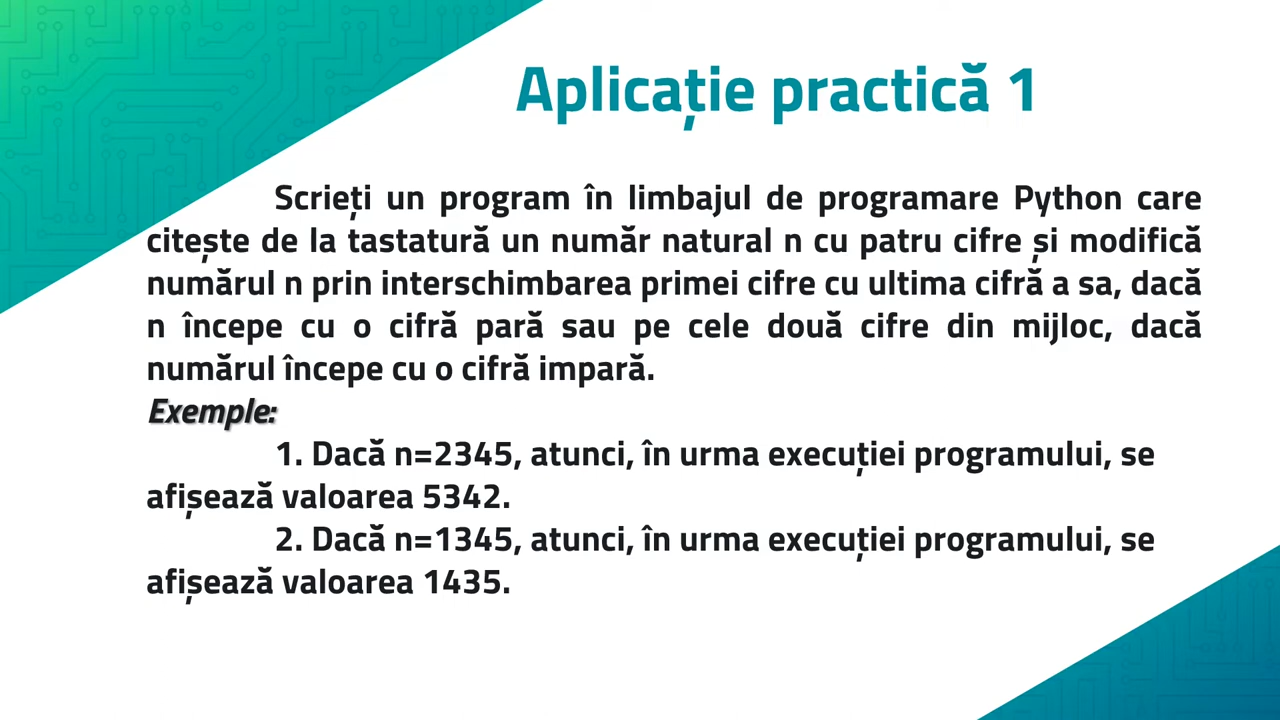 Aplicație practică 1
Scrieți un program în limbajul de programare Python care
citește de la tastatură un număr natural n cu patru cifre și modifică
numărul n prin interschimbarea primei cifre cu ultima cifră a sa, dacă
n începe cu o cifră pară sau pe cele două cifre din mijloc, dacă
numărul începe cu o cifră impară.
Exemple:
1. Dacă n=2345, atunci, în urma execuției programului, se
afișează valoarea 5342.
2. Dacă n=1345, atunci, în urma execuției programului, se
afișează valoarea 1435.